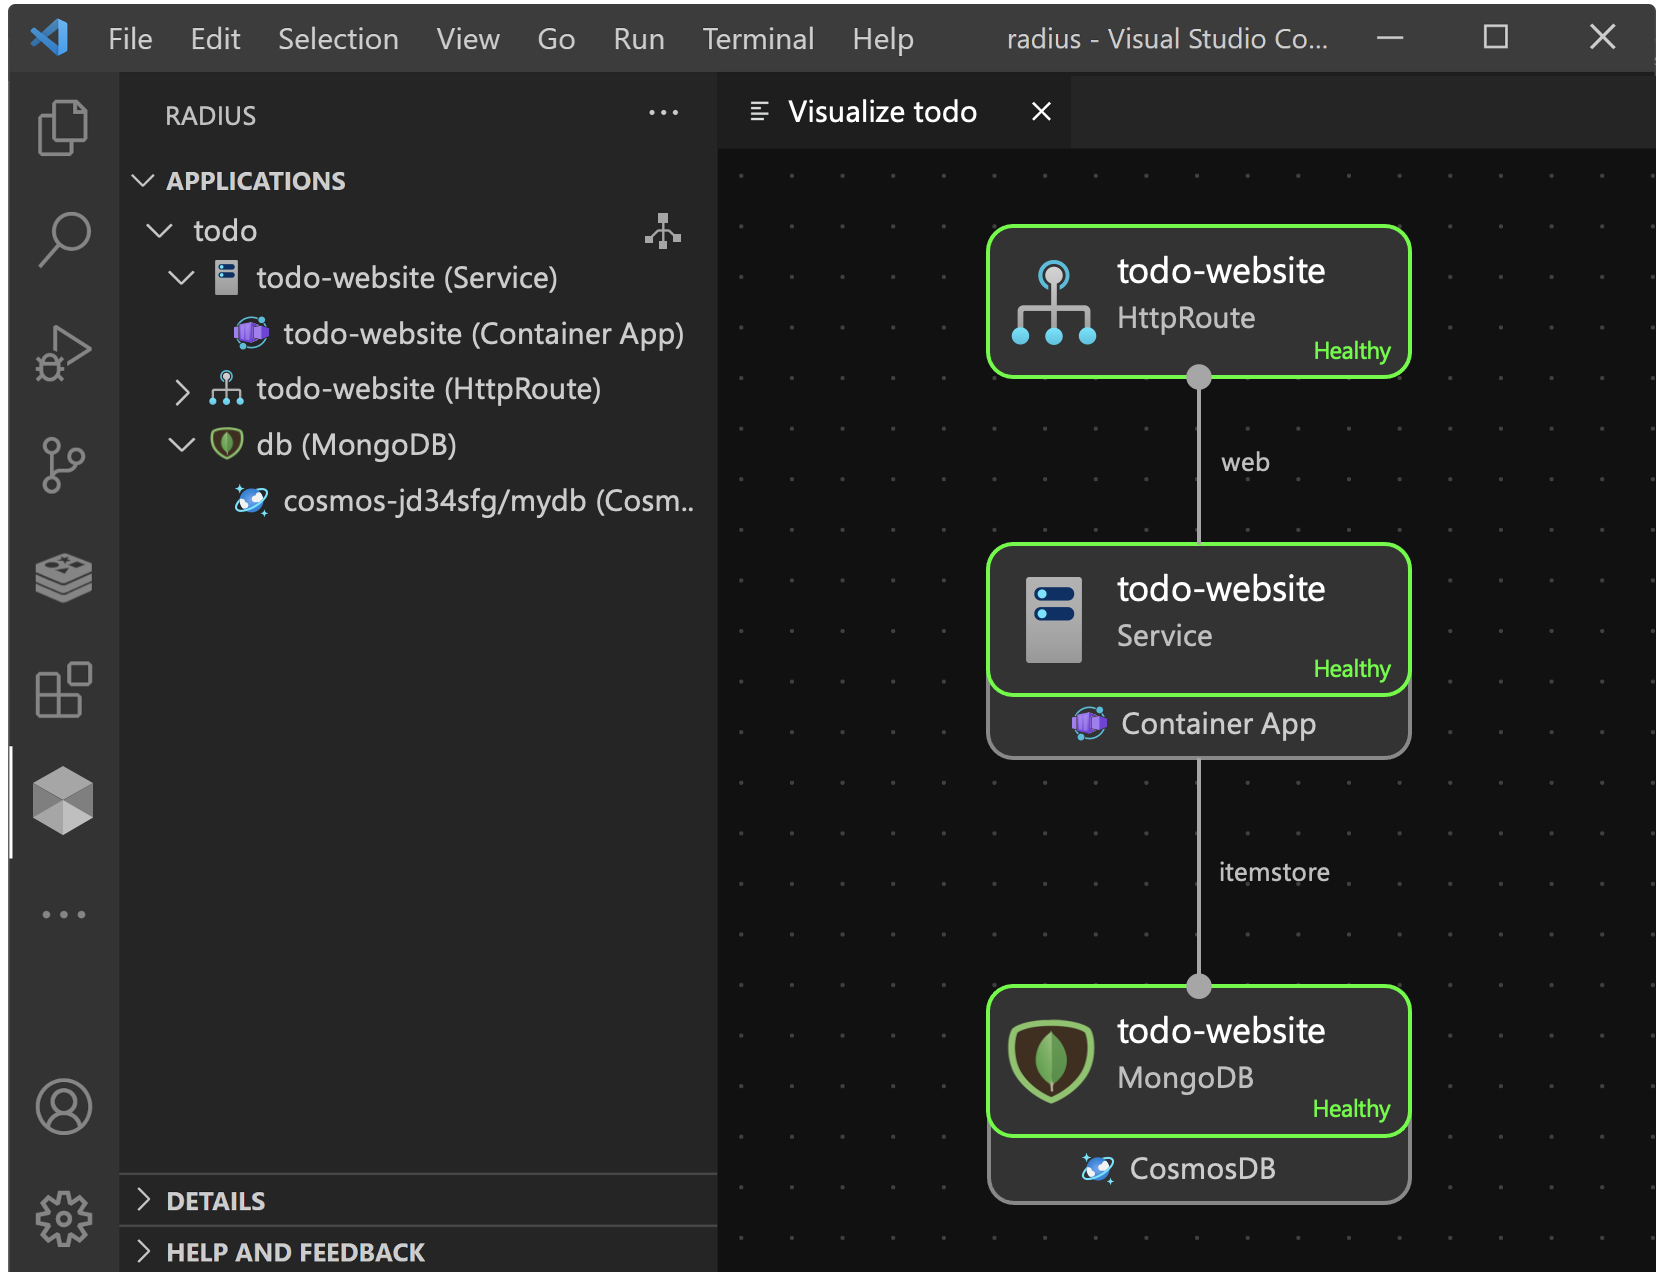 File Edit Selection View Go Run Terminal Help radius - Visual Studio Co...
RADIUS
APPLICATIONS
todo
todo-website (Service)
todo-website (Container App)
todo-website (HttpRoute)
db (MongoDB)
cosmos-jd34sfg/mydb (Cosm..
DETAILS
HELP AND FEEDBACK
Visualize todo
todo-website
HttpRoute
Healthy
web
todo-website
Service
Healthy
Container App
itemstore
todo-website
MongoDB
Healthy
CosmosDB